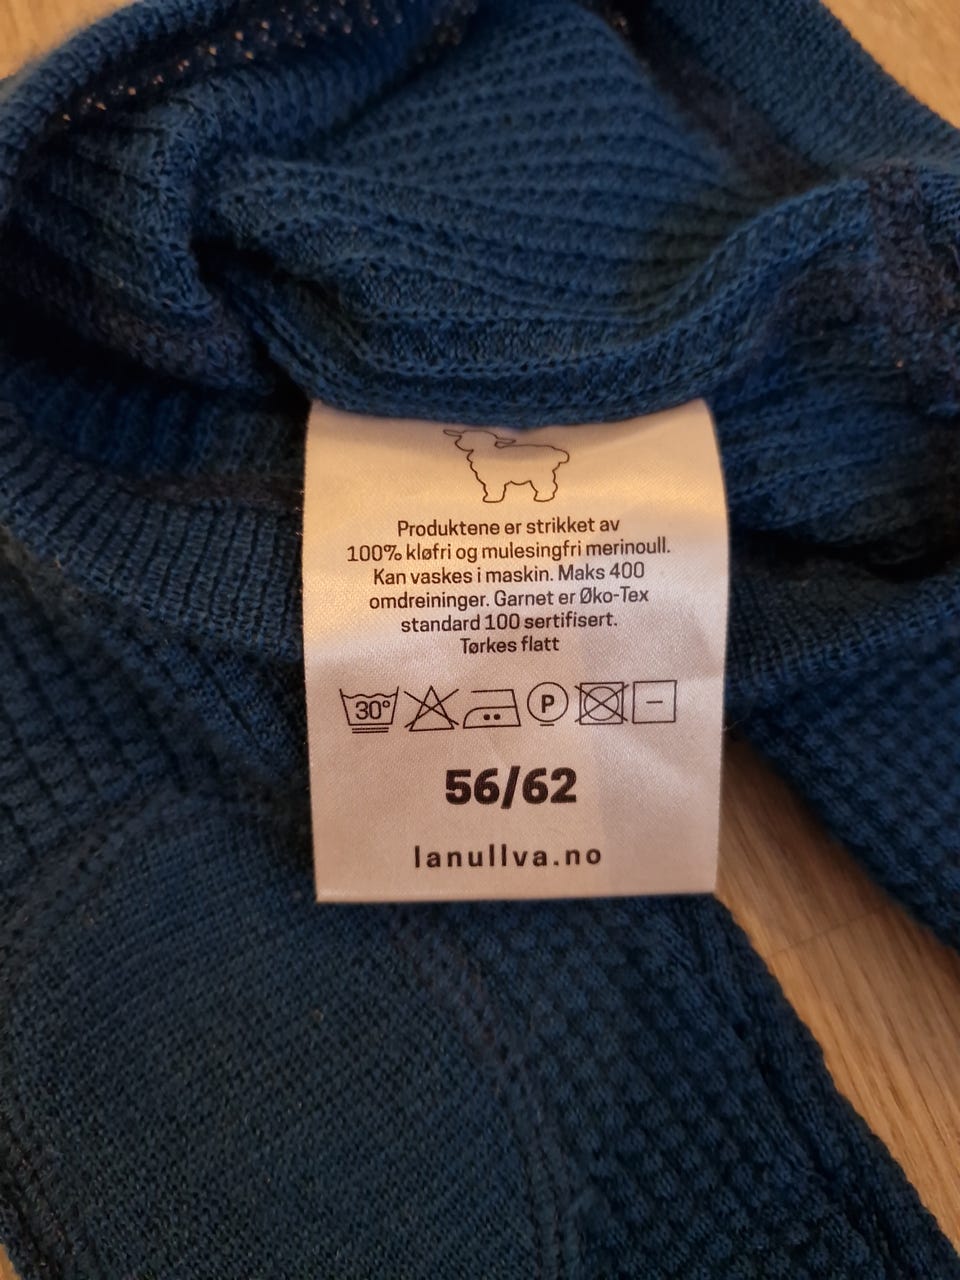 Produktene er strikket av
100% kløfri og mulesingfri merinoull.
Kan vaskes i maskin. Maks 400
omdreininger. Garnet er Øko-Tex
standard 100 sertifisert.
Tørkes flatt
30° P
56/62
lanullva.no